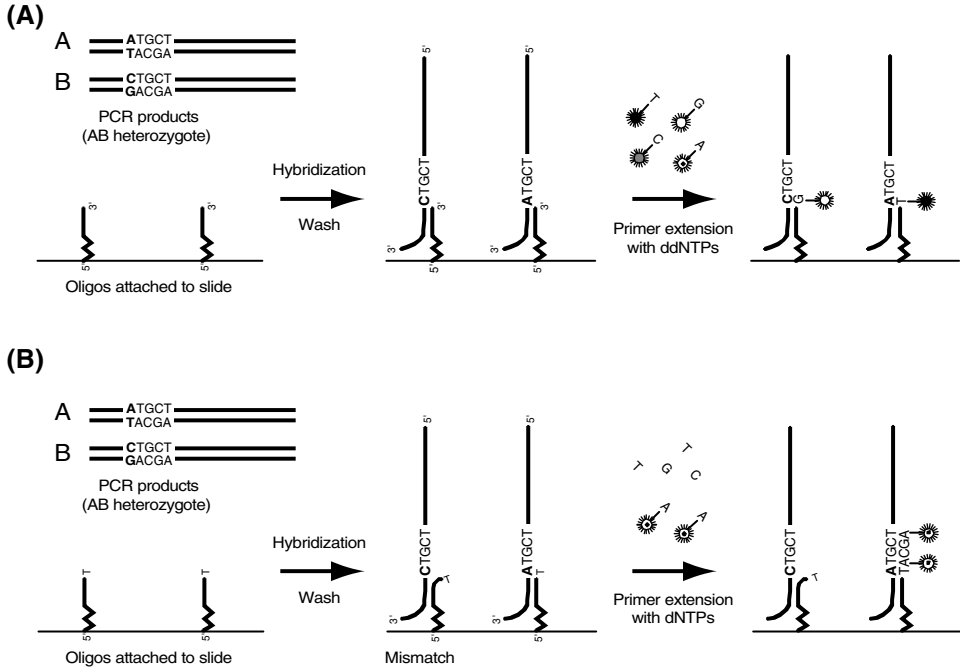 (A)
A
ATGCT
TACGA
B
CTGCT
GACGA
PCR products
(AB heterozygote)
3'
3'
5'
5'
Oligos attached to slide
Hybridization
Wash
5'
5'
CTGCT
ATGCT
3'
3'
3'
3'
5'
5'
T
G
C
A
Primer extension
with ddNTPs
CTGCT
G
ATGCT
T
(B)
A
ATGCT
TACGA
B
CTGCT
GACGA
PCR products
(AB heterozygote)
T
T
5'
5'
Oligos attached to slide
Hybridization
Wash
5'
5'
CTGCT
T
ATGCT
T
3'
3'
5'
5'
Mismatch
T
G
T
C
A
A
Primer extension
with dNTPs
CTGCT
T
ATGCT
TACGA